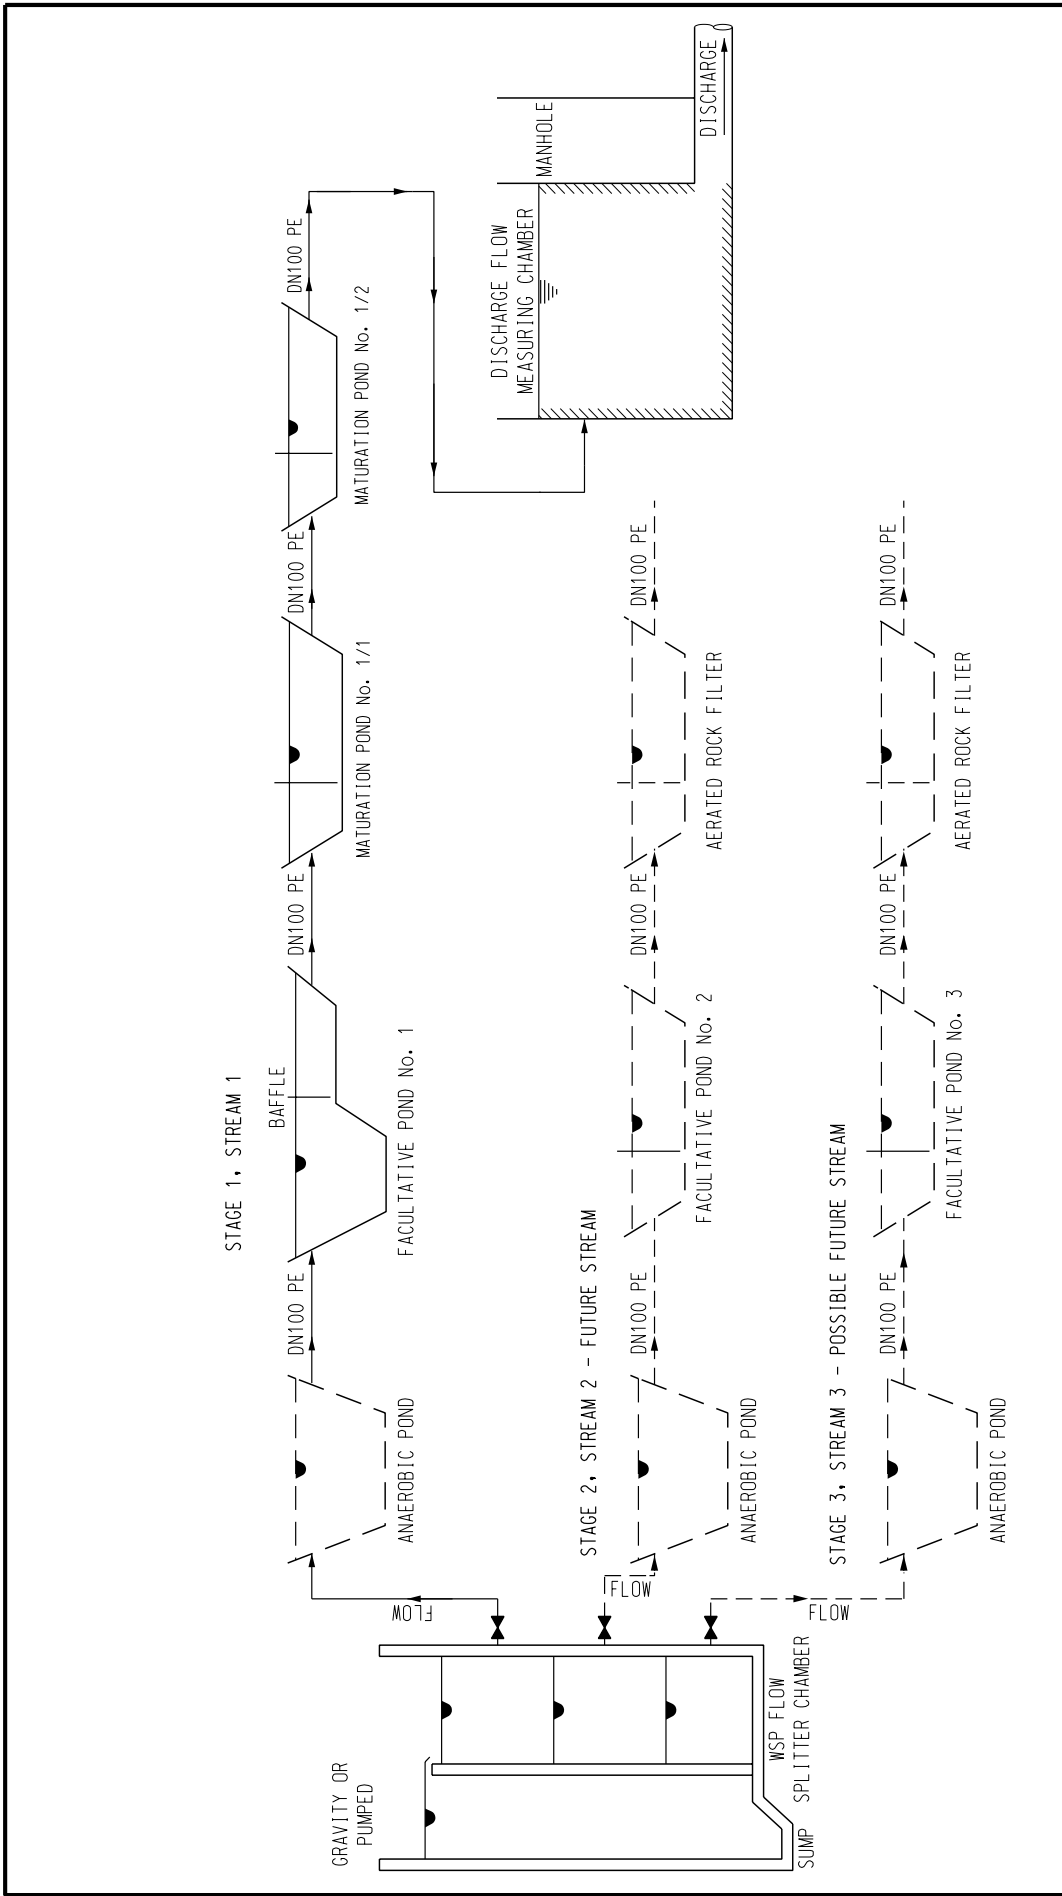 GRAVITY OR
PUMPED
SUMP
WSP FLOW
SPLITTER CHAMBER
STAGE 1, STREAM 1
FLOW
ANAEROBIC POND
DN100 PE
BAFFLE
FACULTATIVE POND No. 1
DN100 PE
MATURATION POND No. 1/1
DN100 PE
MATURATION POND No. 1/2
DN100 PE
DISCHARGE FLOW
MEASURING CHAMBER
MANHOLE
DISCHARGE
STAGE 2, STREAM 2 - FUTURE STREAM
FLOW
ANAEROBIC POND
DN100 PE
FACULTATIVE POND No. 2
DN100 PE
AERATED ROCK FILTER
DN100 PE
STAGE 3, STREAM 3 - POSSIBLE FUTURE STREAM
FLOW
ANAEROBIC POND
DN100 PE
FACULTATIVE POND No. 3
DN100 PE
AERATED ROCK FILTER
DN100 PE